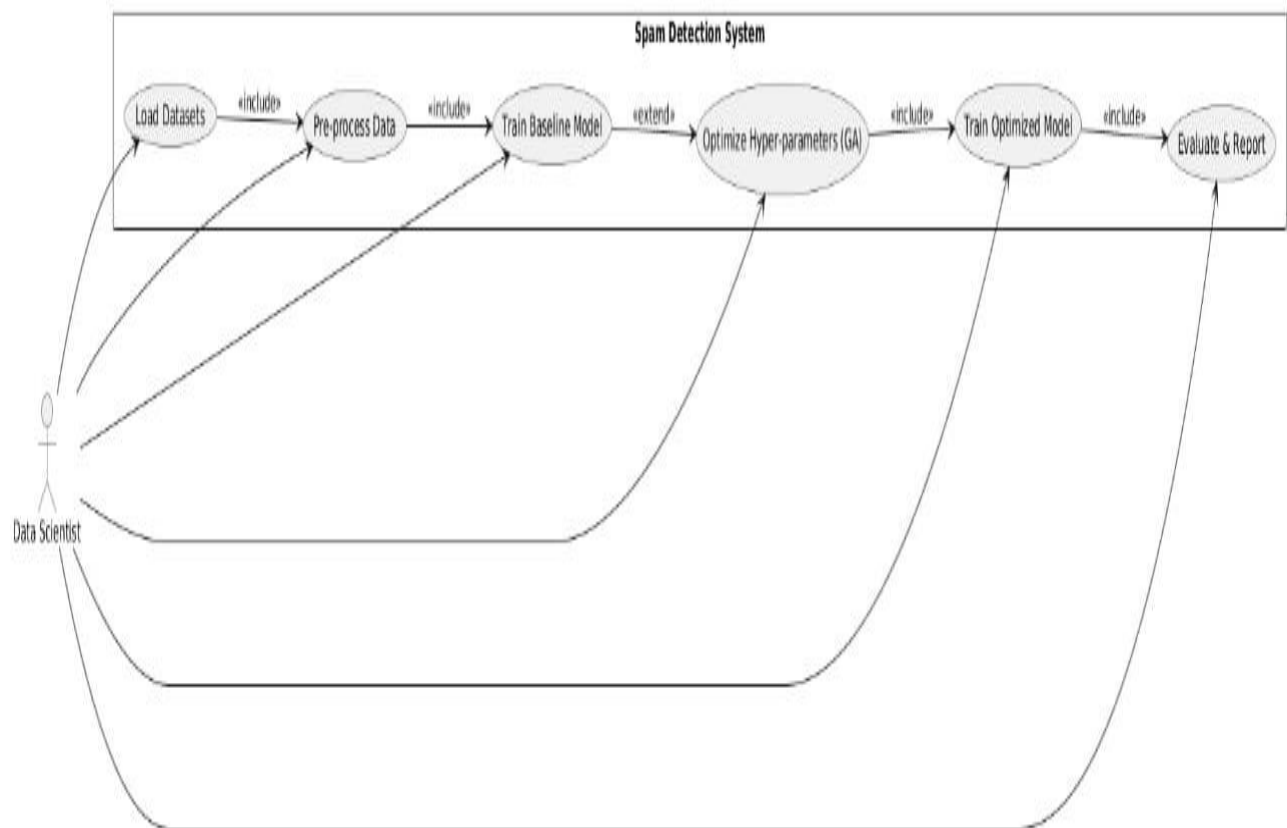 Spam Detection System
«include»
«include»
«extend»
«include»
«include»
Load Datasets
Pre-process Data
Train Baseline Model
Optimize Hyper-parameters (GA)
Train Optimized Model
Evaluate & Report
Data Scientist